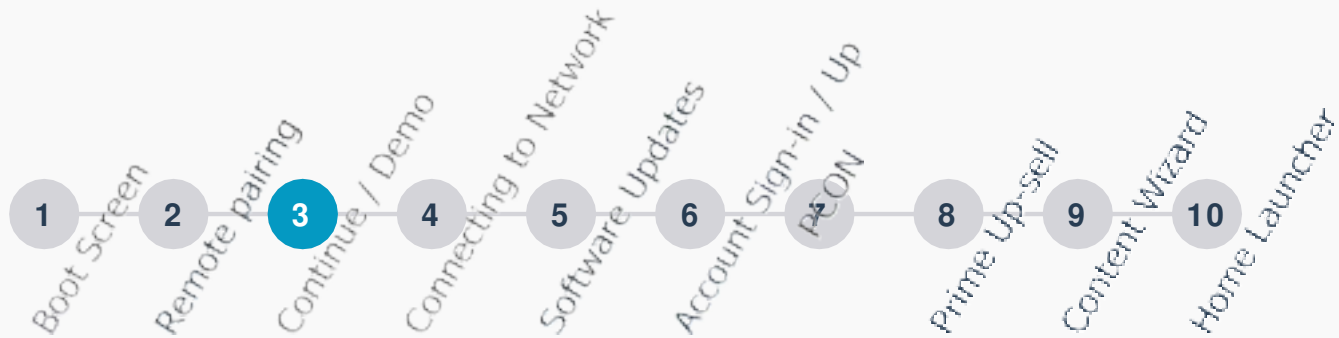 1
Boot Screen
2
Remote pairing
3
Continue / Demo
4
Connecting to Network
5
Software Updates
6
Account Sign-in / Up
7
PCON
8
Prime Up-sell
9
Content Wizard
10
Home Launcher